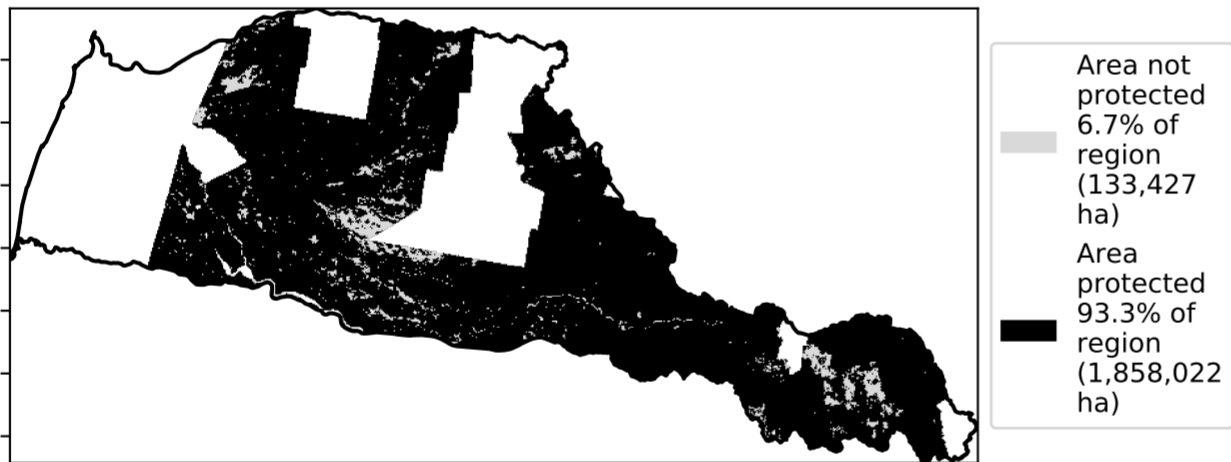 Area not
protected
6.7% of
region
(133,427
ha)
Area
protected
93.3% of
region
(1,858,022
ha)